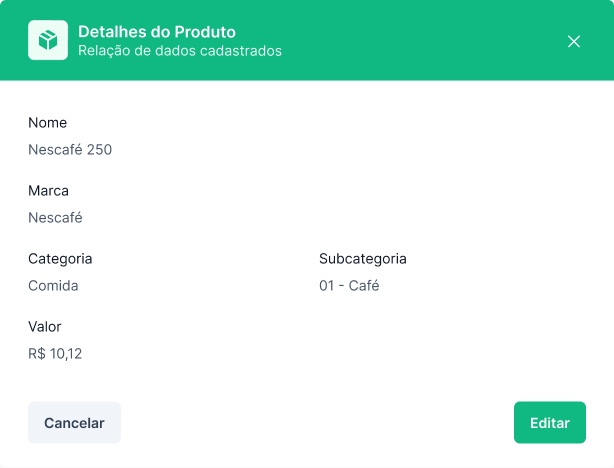 Detalhes do Produto
Relação de dados cadastrados
Nome
Nescafé 250
Marca
Nescafé
Categoria
Comida
Subcategoria
01 - Café
Valor
R$ 10,12
Cancelar
Editar